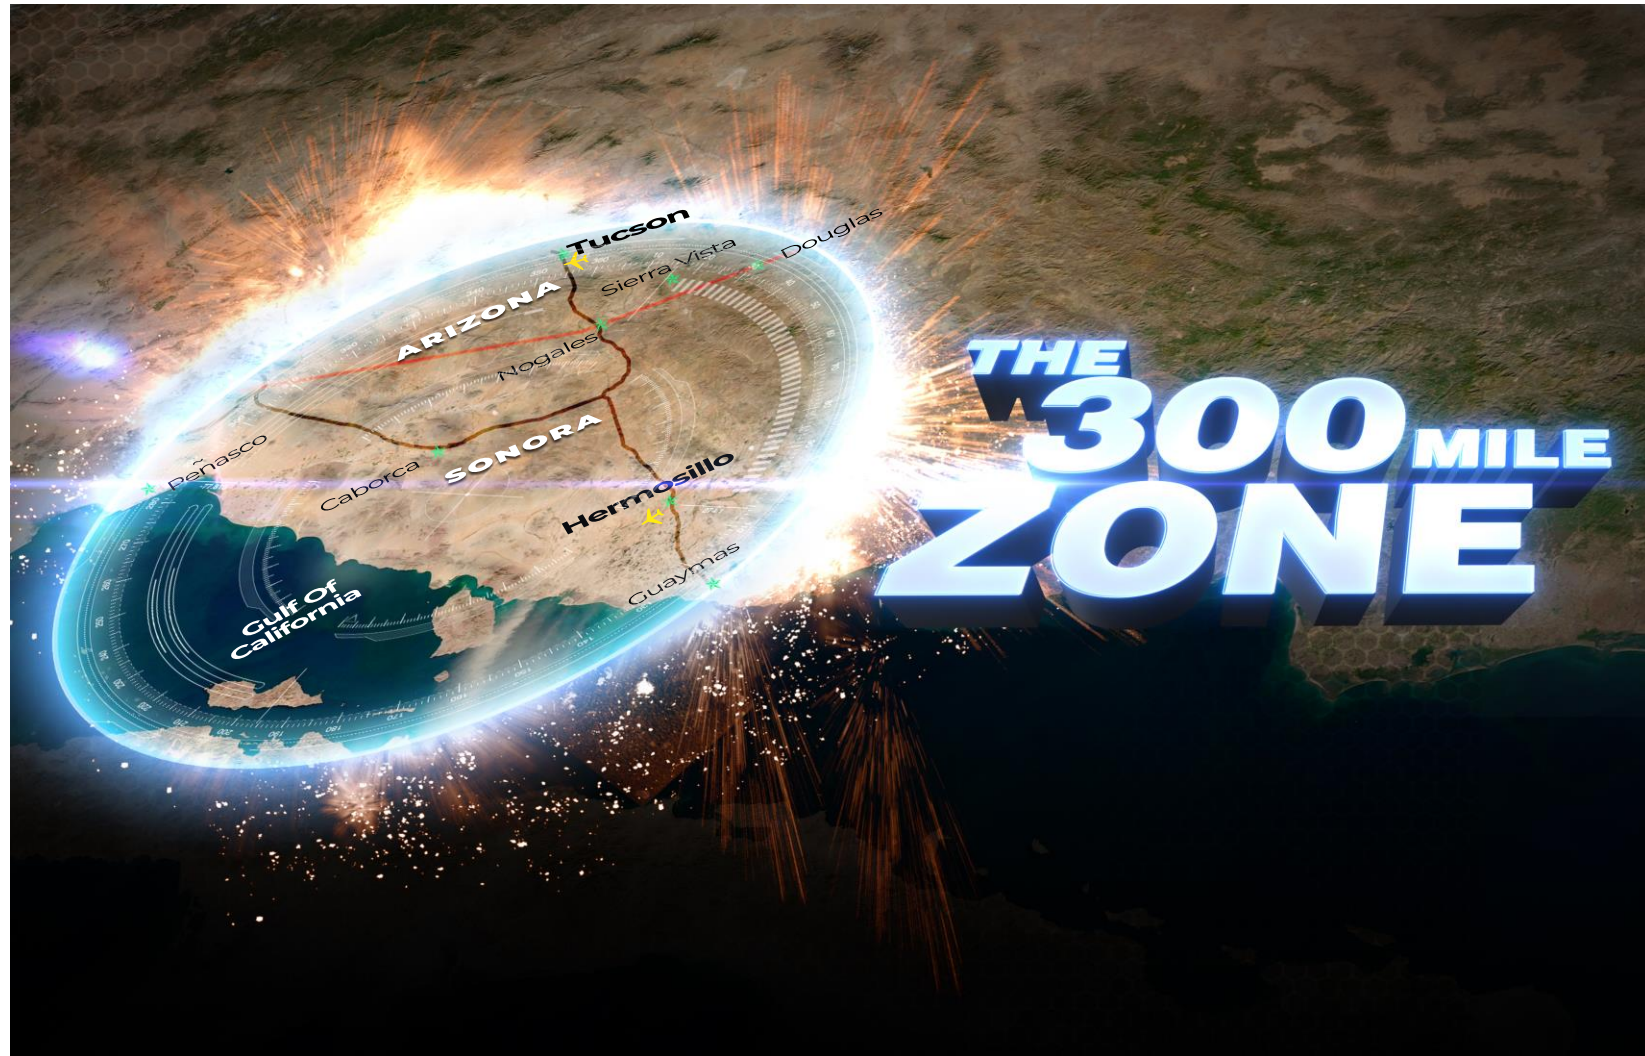 Tucson
Sierra Vista
Douglas
ARIZONA
Nogales
Peñasco
Caborca
SONORA
Hermosillo
Guaymas
Gulf Of
California
THE
300 MILE
ZONE